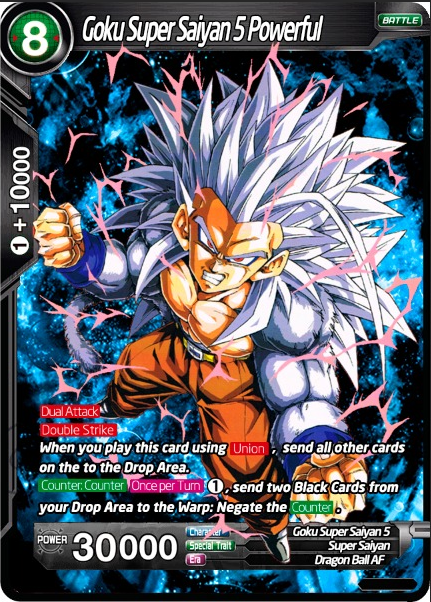 8
Goku Super Saiyan 5 Powerful
BATTLE
1 + 10000
Dual Attack
Double Strike
When you play this card using Union , send all other cards
on the to the Drop Area.
Counter: Counter Once per Turn 1 , send two Black Cards from
your Drop Area to the Warp: Negate the Counter .
POWER 30000
Character Goku Super Saiyan 5
Special Trait Super Saiyan
Era Dragon Ball AF